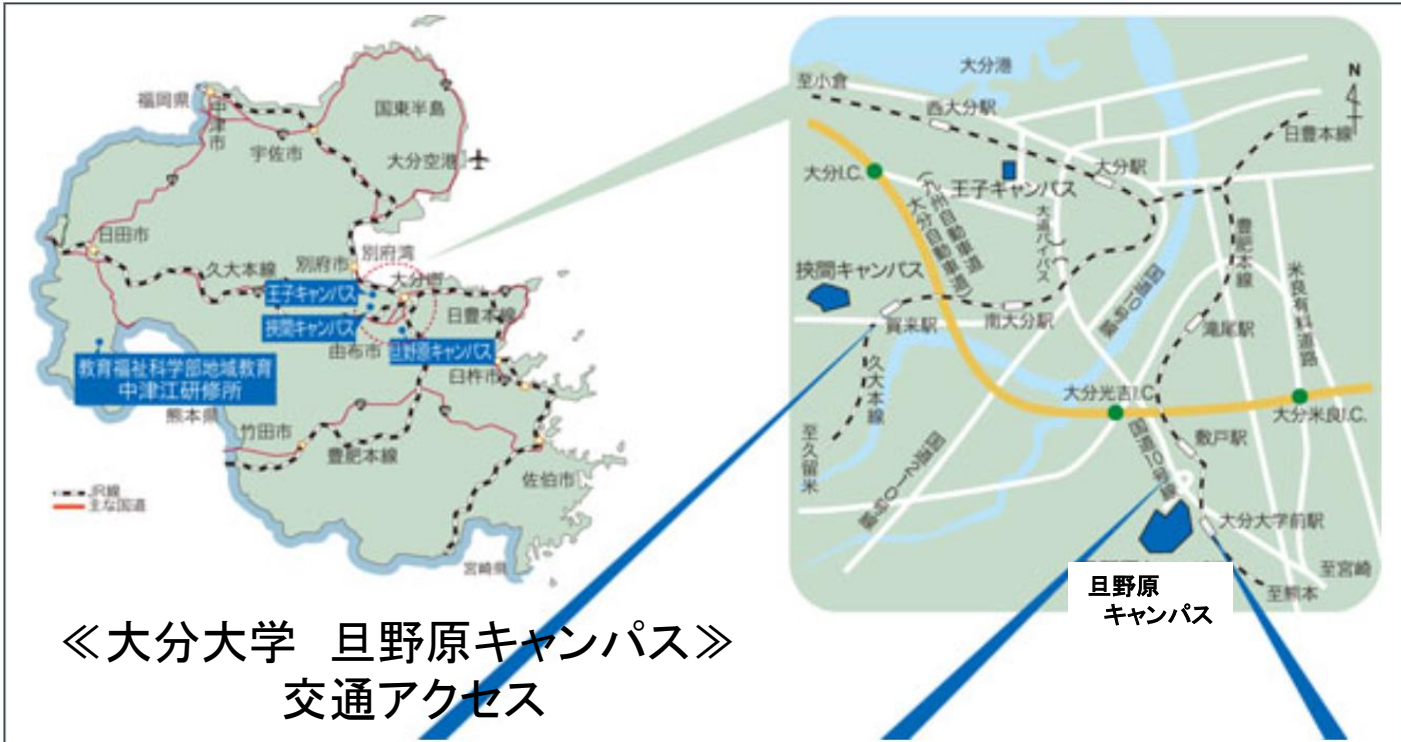 福岡県
中津市
宇佐市
国東半島
大分空港
日田市
久大本線
別府市
別府湾
大分市
王子キャンパス
挾間キャンパス
日豊本線
由布市
旦野原キャンパス
臼杵市
教育福祉科学部地域教育
中津江研修所
熊本県
竹田市
豊肥本線
佐伯市
JR線
主な国道
宮崎県
≪大分大学 旦野原キャンパス≫
交通アクセス
大分港
至小倉
西大分駅
N
日豊本線
大分I.C.
王子キャンパス
大分駅
大分自動車道
(九州自動車道)
大道バイパス
豊肥本線
米良有料道路
挾間キャンパス
国道10号線
賀来駅
南大分駅
滝尾駅
久大本線
大分光吉I.C.
大分米良I.C.
至久留米
国道210号線
国道10号線
敷戸駅
大分大学前駅
旦野原
キャンパス
至宮崎
至熊本